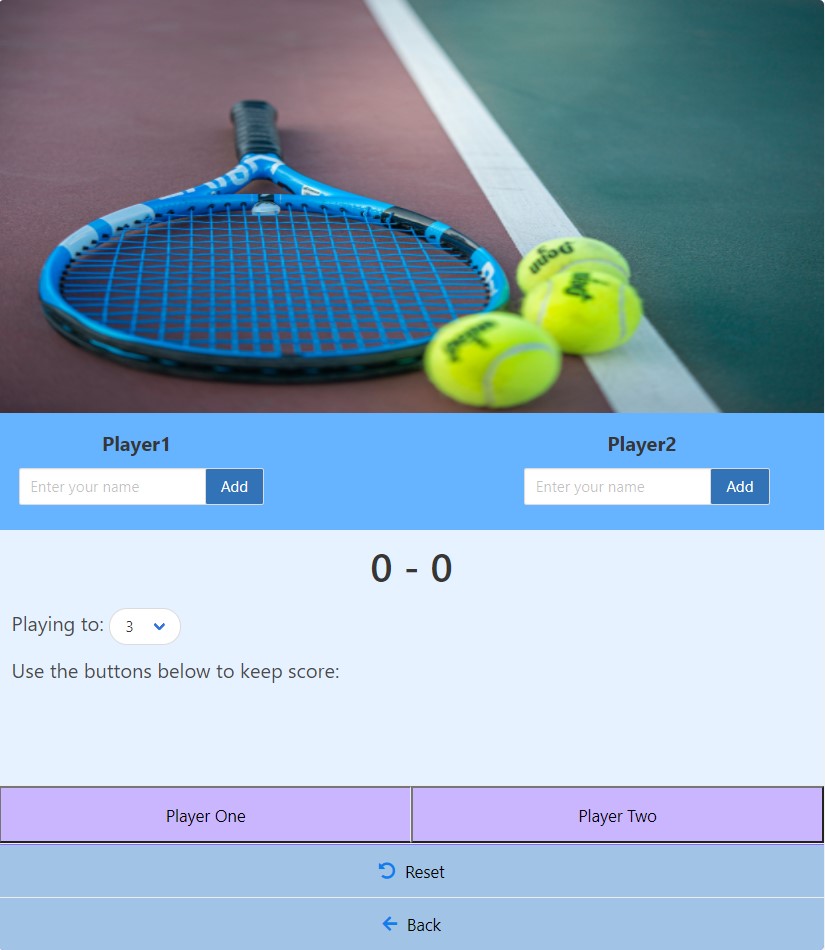 Penn
Player1
Player2
Enter your name
Add
Enter your name
Add
0 - 0
Playing to: 3
Use the buttons below to keep score:
Player One
Player Two
Reset
Back